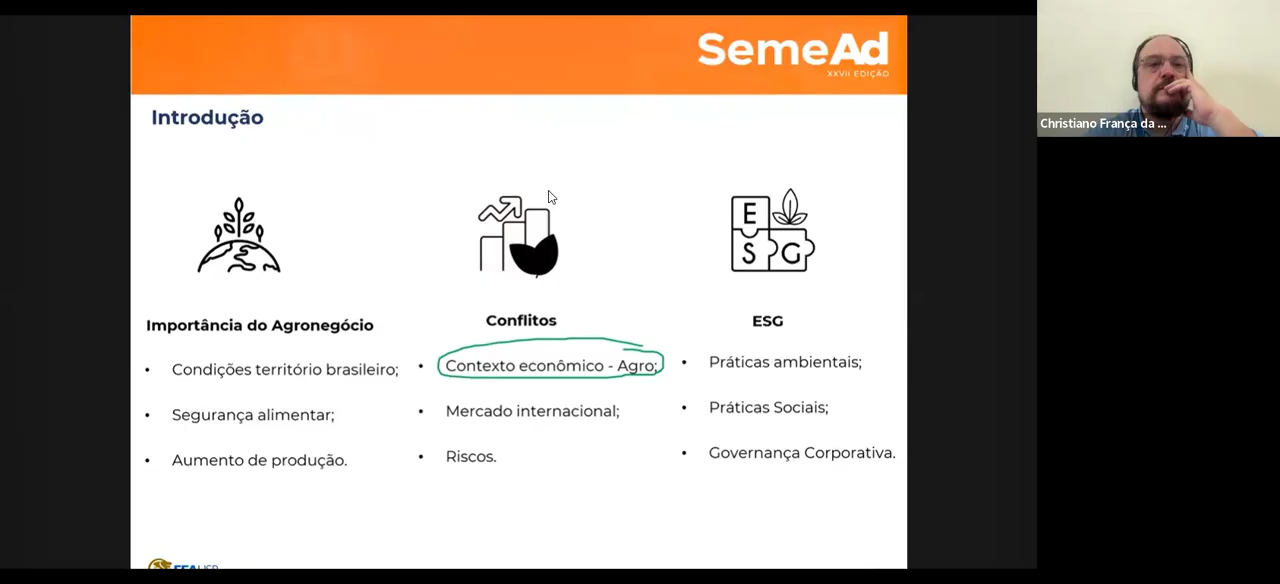 SemeAd
XXVII EDIÇÃO
Christiano França da ...
Introdução
E
S G
Importância do Agronegócio
• Condições território brasileiro;
• Segurança alimentar;
• Aumento de produção.
Conflitos
• Contexto econômico - Agro;
• Mercado internacional;
• Riscos.
ESG
• Práticas ambientais;
• Práticas Sociais;
• Governança Corporativa.